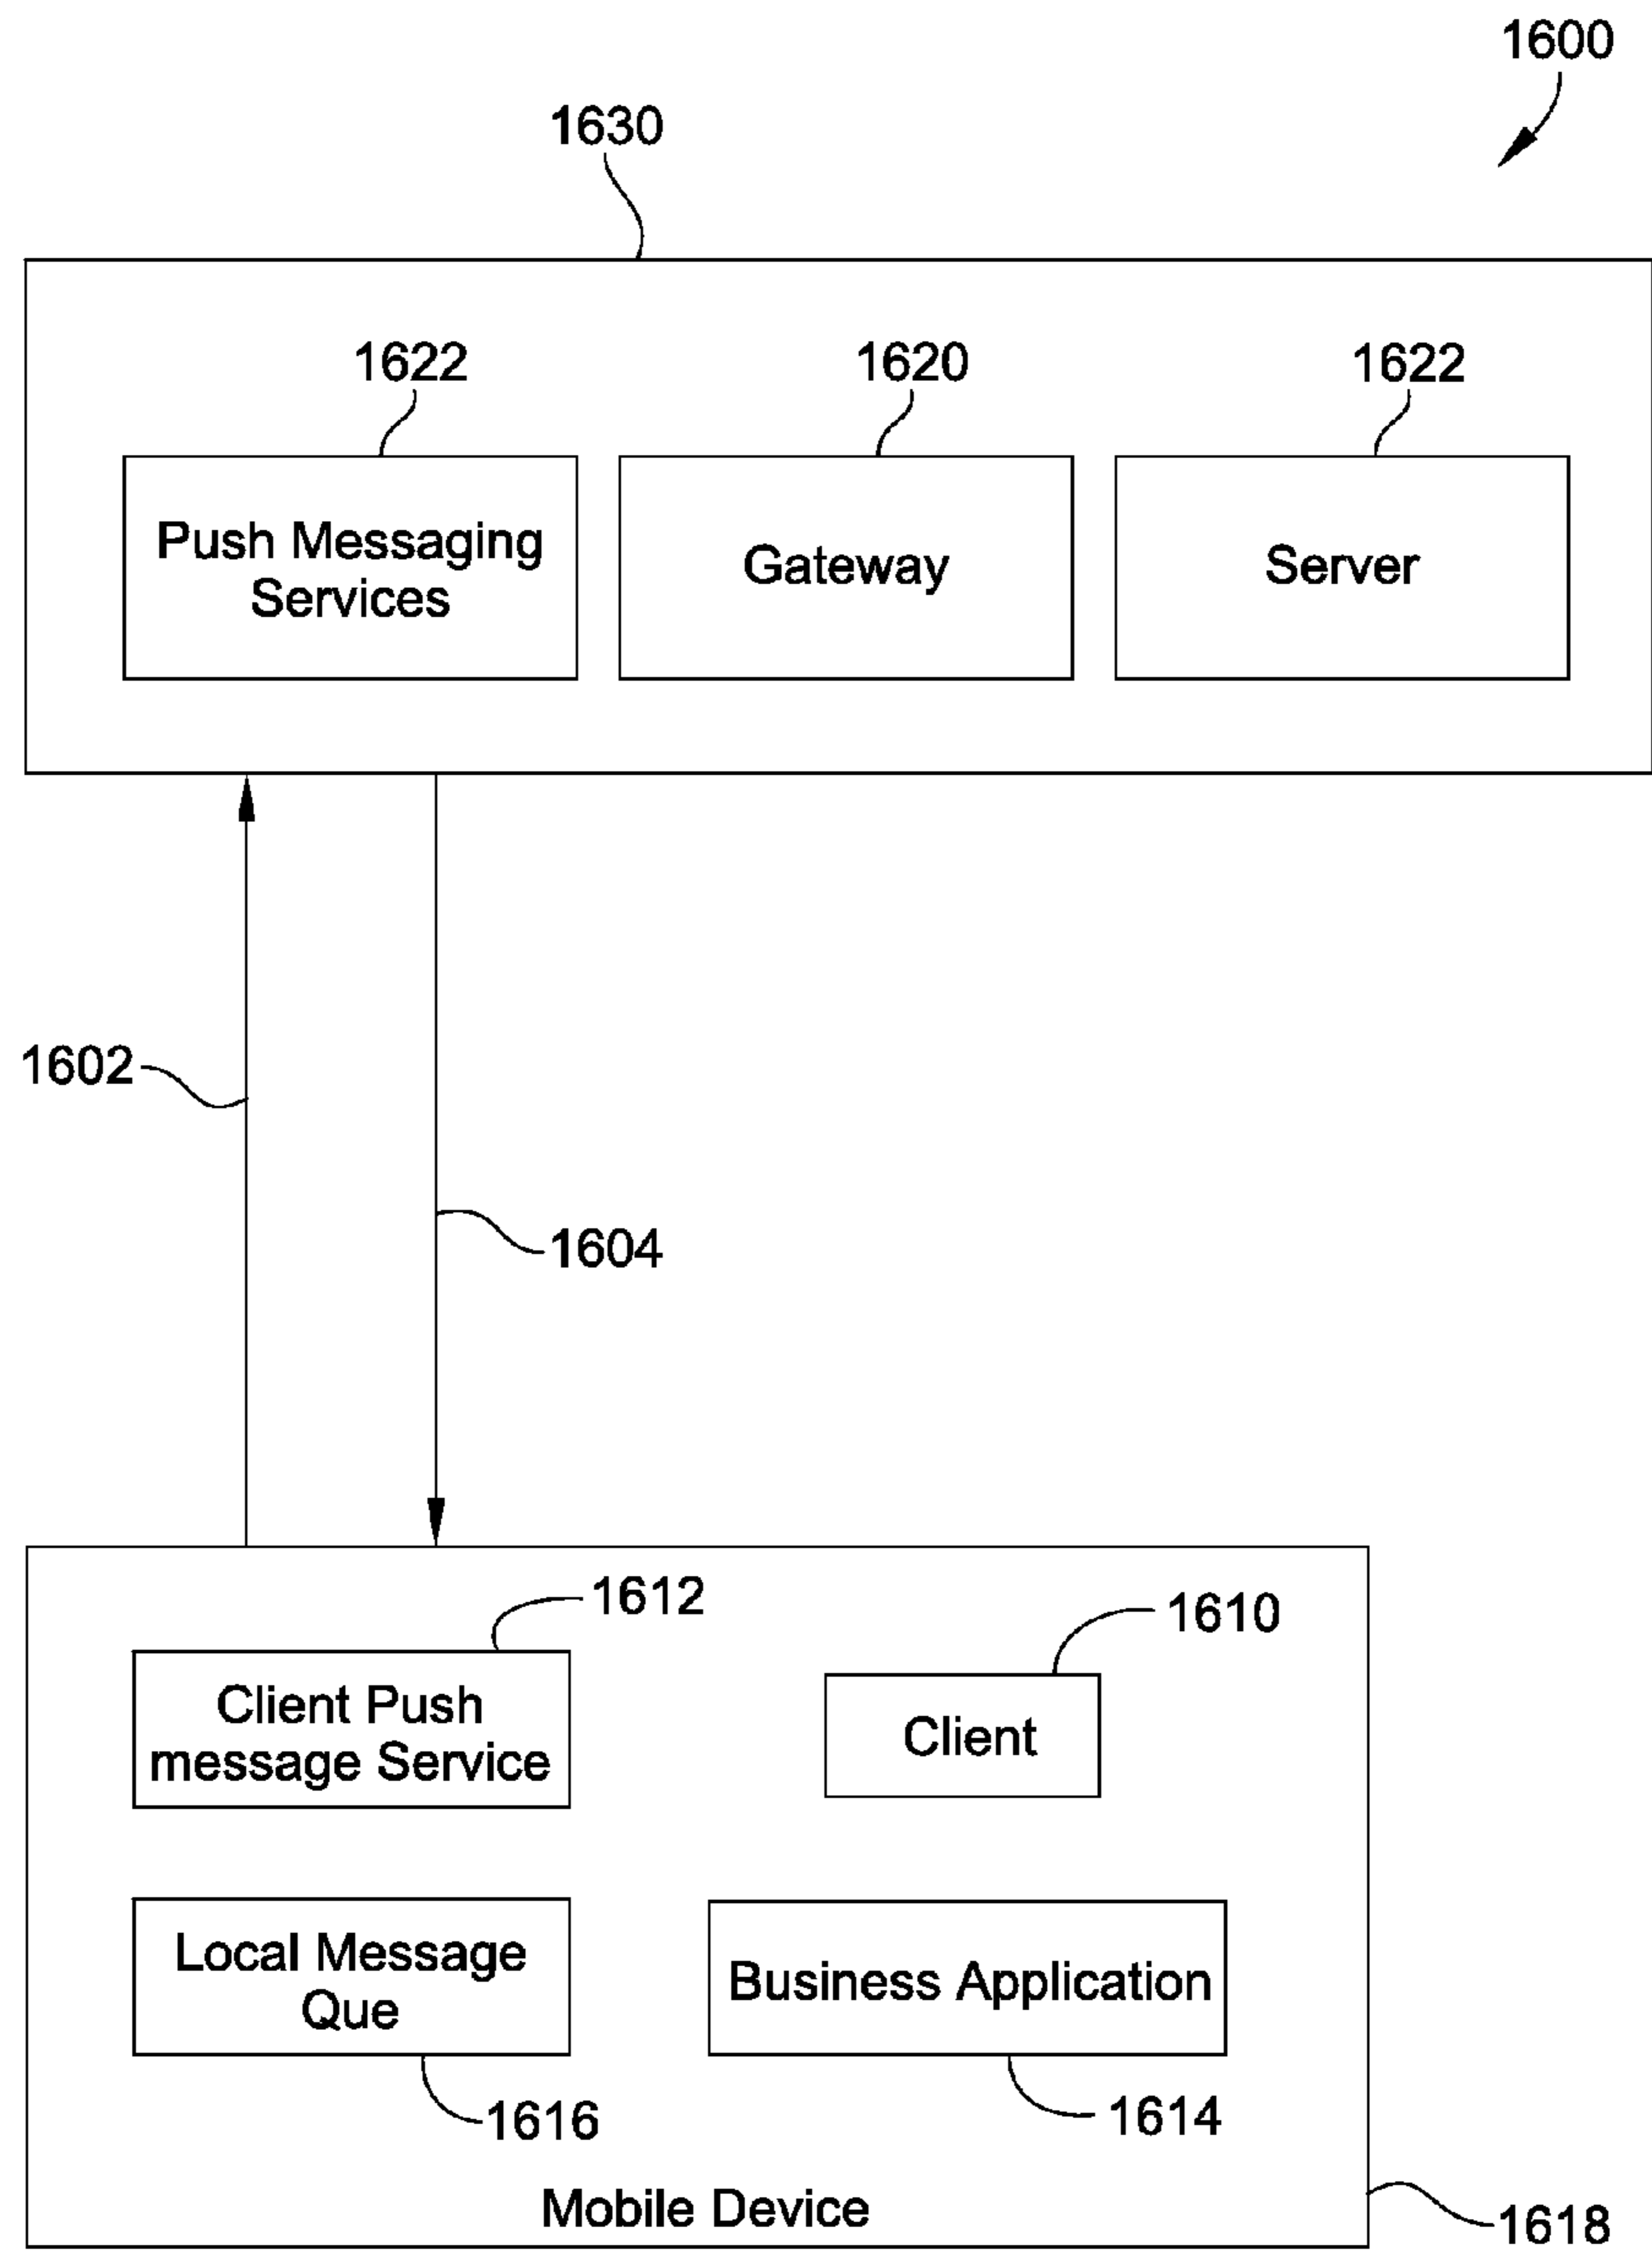 1600
1630
1622
1620
1622
Push Messaging
Services
Gateway
Server
1602
1604
1612
1610
Client Push
message Service
Client
Local Message
Que
Business Application
1616
1614
Mobile Device
1618